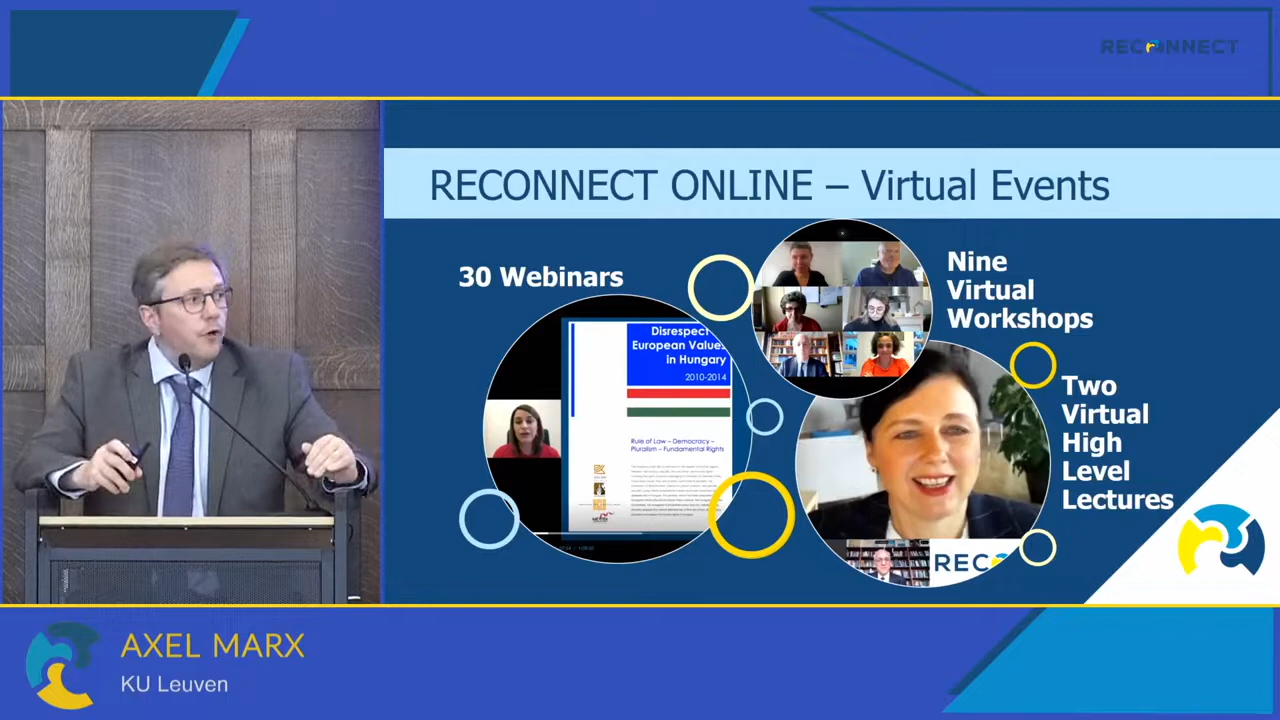 RECONNECT
RECONNECT ONLINE – Virtual Events
30 Webinars
Disrespect
European Values
in Hungary
2010-2014
Rule of Law – Democracy –
Pluralism – Fundamental Rights
Nine
Virtual
Workshops
Two
Virtual
High
Level
Lectures
REC
AXEL MARX
KU Leuven